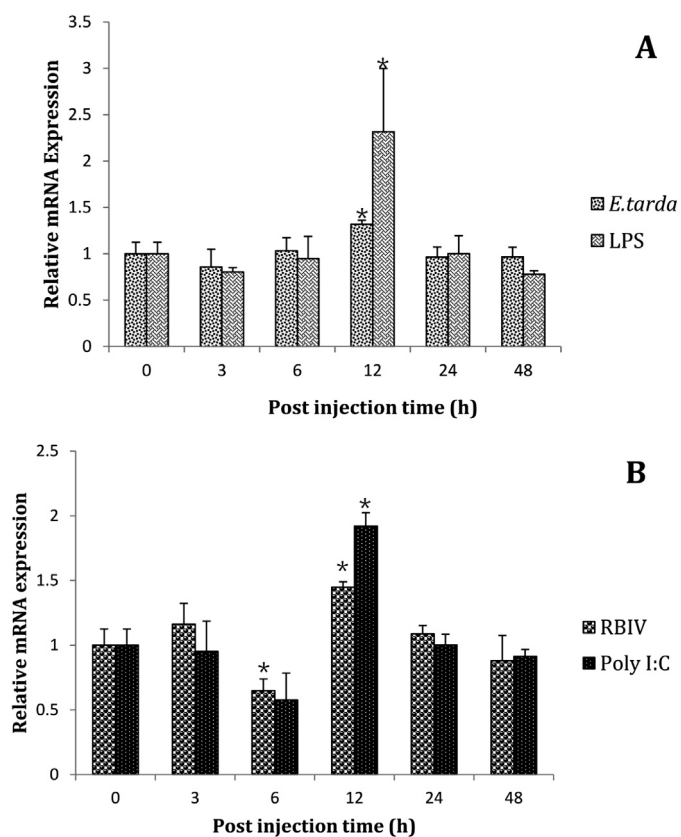 A
Relative mRNA Expression
3.5
3
2.5
2
1.5
1
0.5
0
*
*
E.tarda
LPS
0 3 6 12 24 48
Post injection time (h)
B
Relative mRNA expression
2.5
2
1.5
1
0.5
0
*
*
*
RBIV
Poly I:C
0 3 6 12 24 48
Post injection time (h)